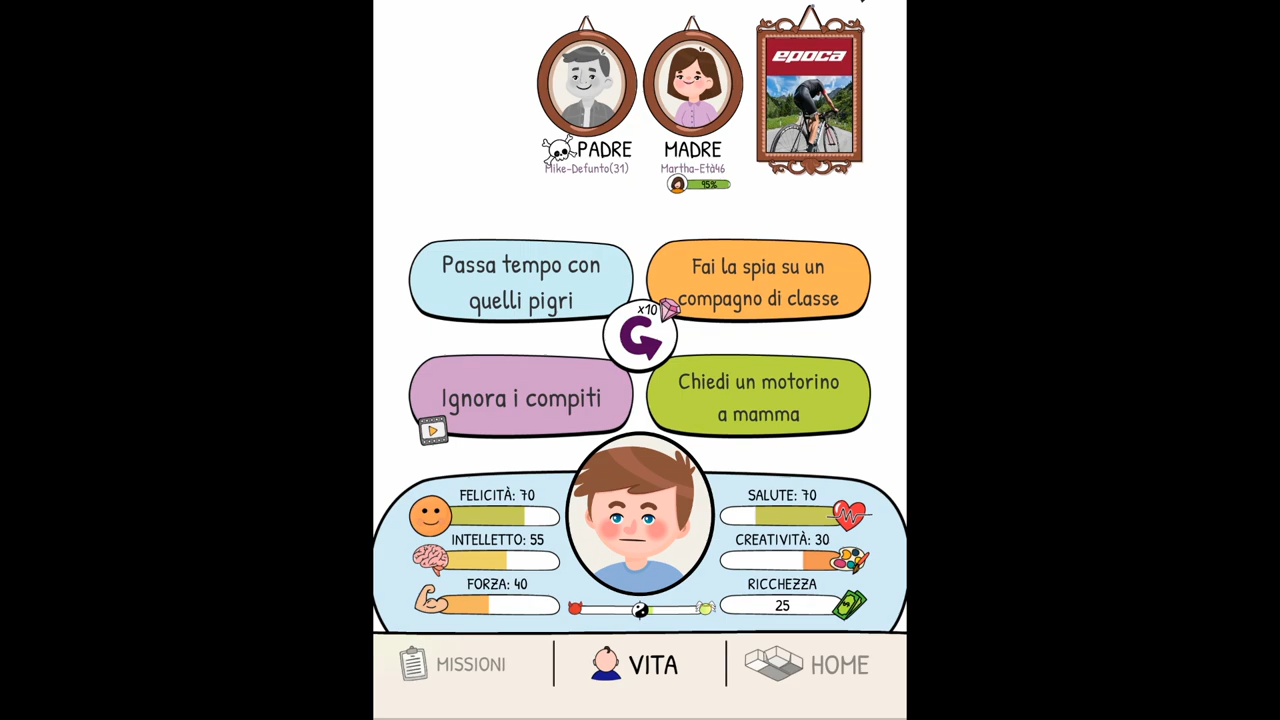 epoca
PADRE
MADRE
Mike-Defunto(31)
Martha-Età46
95%
Passa tempo con
quelli pigri
Fai la spia su un
compagno di classe
x10
Ignora i compiti
Chiedi un motorino
a mamma
FELICITÀ: 70
SALUTE: 70
INTELLETTO: 55
CREATIVITÀ: 30
FORZA: 40
RICCHEZZA
25
MISSIONI
VITA
HOME